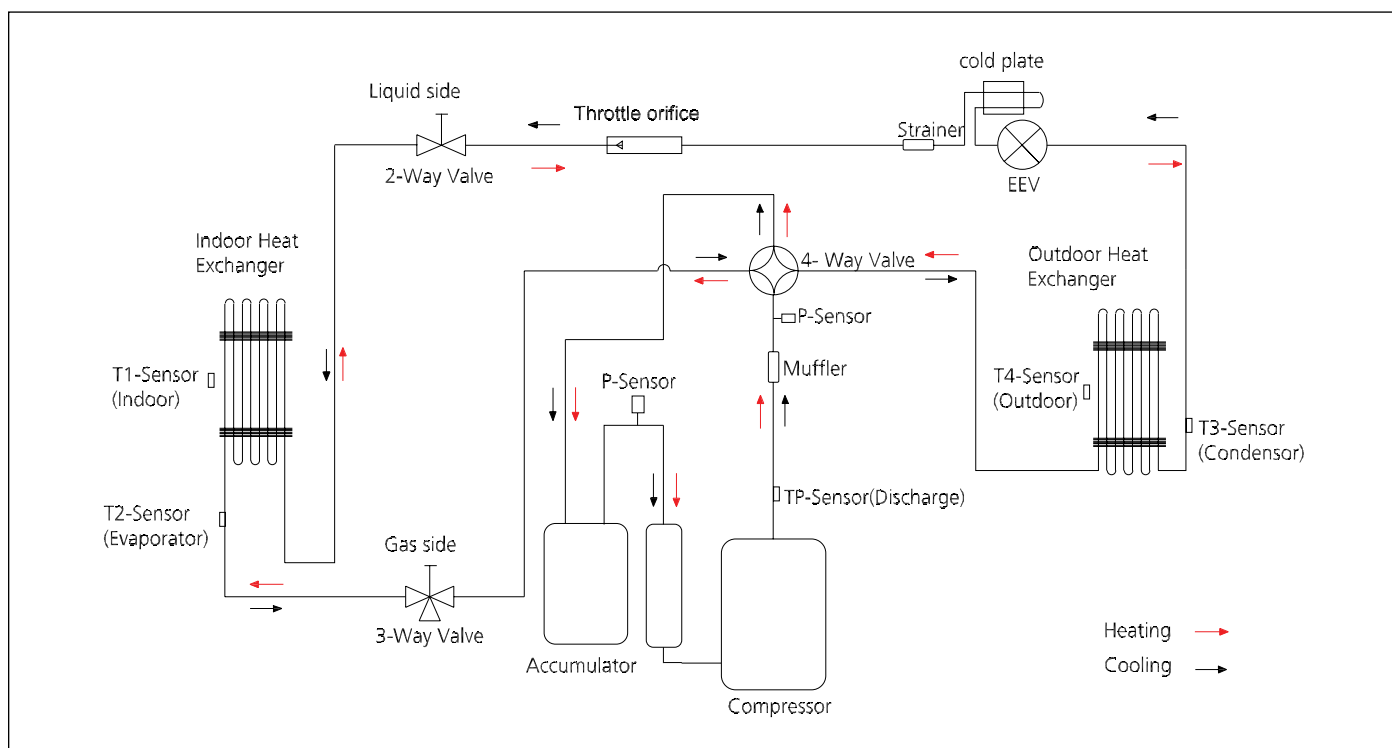 cold plate
Liquid side
Throttle orifice
Strainer
2-Way Valve
EEV
Indoor Heat
Exchanger
4- Way Valve
Outdoor Heat
Exchanger
P-Sensor
Muffler
T1-Sensor
(Indoor)
P-Sensor
T4-Sensor
(Outdoor)
T3-Sensor
(Condensor)
TP-Sensor(Discharge)
T2-Sensor
(Evaporator)
Gas side
3-Way Valve
Accumulator
Compressor
Heating
Cooling